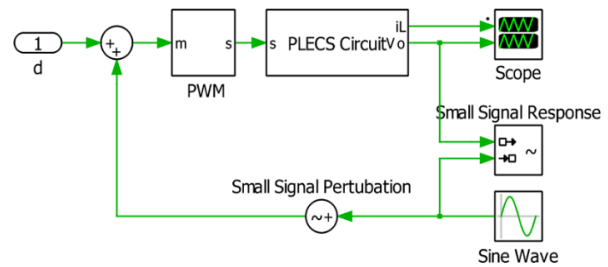 1
d
m
s
PWM
s
PLECS Circuit
iL
Vo
Scope
Small Signal Response
Small Signal Pertubation
Sine Wave